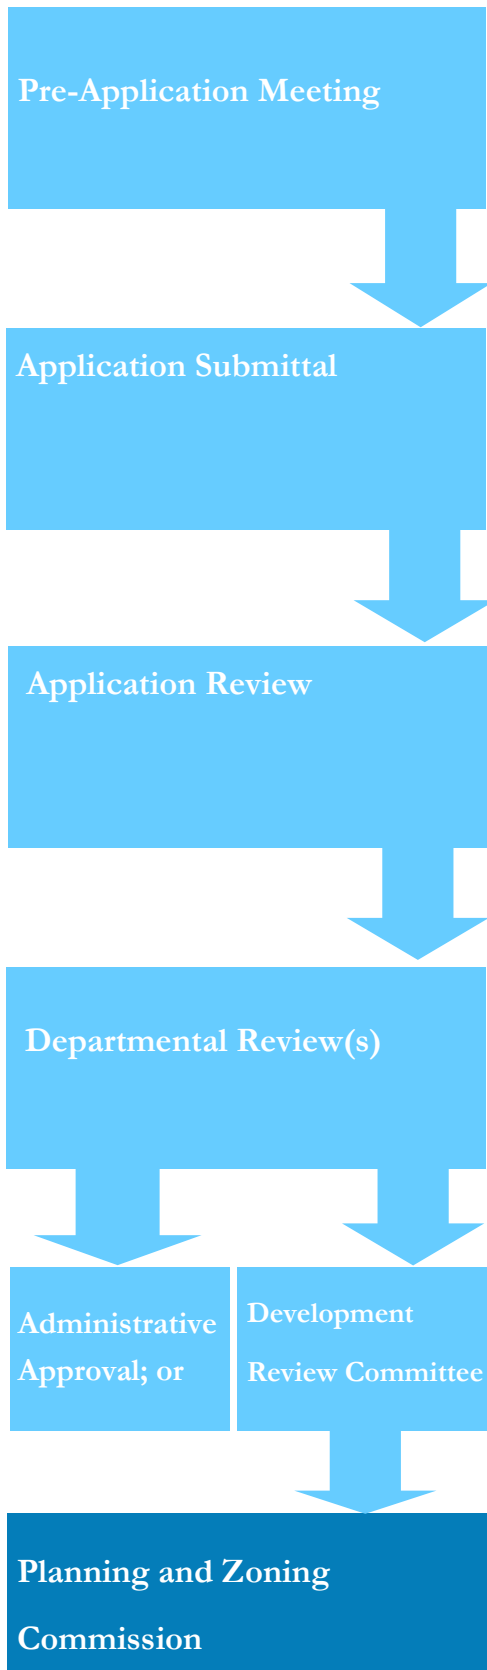 Pre-Application Meeting
Application Submittal
Application Review
Departmental Review(s)
Administrative
Approval; or
Development
Review Committee
Planning and Zoning
Commission